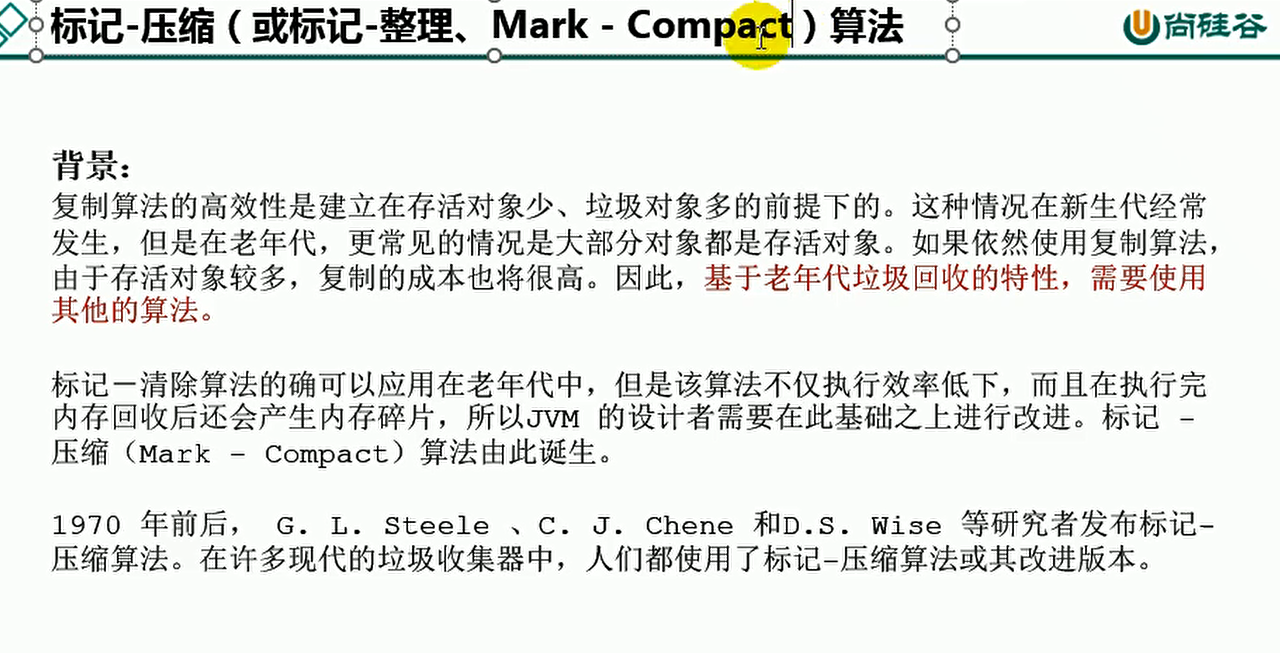 标记-压缩（或标记-整理、Mark - Compact）算法
尚硅谷
背景：
复制算法的高效性是建立在存活对象少、垃圾对象多的前提下的。这种情况在新生代经常
发生，但是在老年代，更常见的情况是大部分对象都是存活对象。如果依然使用复制算法，
由于存活对象较多，复制的成本也将很高。因此，基于老年代垃圾回收的特性，需要使用
其他的算法。
标记－清除算法的确可以应用在老年代中，但是该算法不仅执行效率低下，而且在执行完
内存回收后还会产生内存碎片，所以JVM 的设计者需要在此基础之上进行改进。标记 -
压缩（Mark - Compact）算法由此诞生。
1970 年前后， G. L. Steele 、C. J. Chene 和D.S. Wise 等研究者发布标记-
压缩算法。在许多现代的垃圾收集器中，人们都使用了标记-压缩算法或其改进版本。